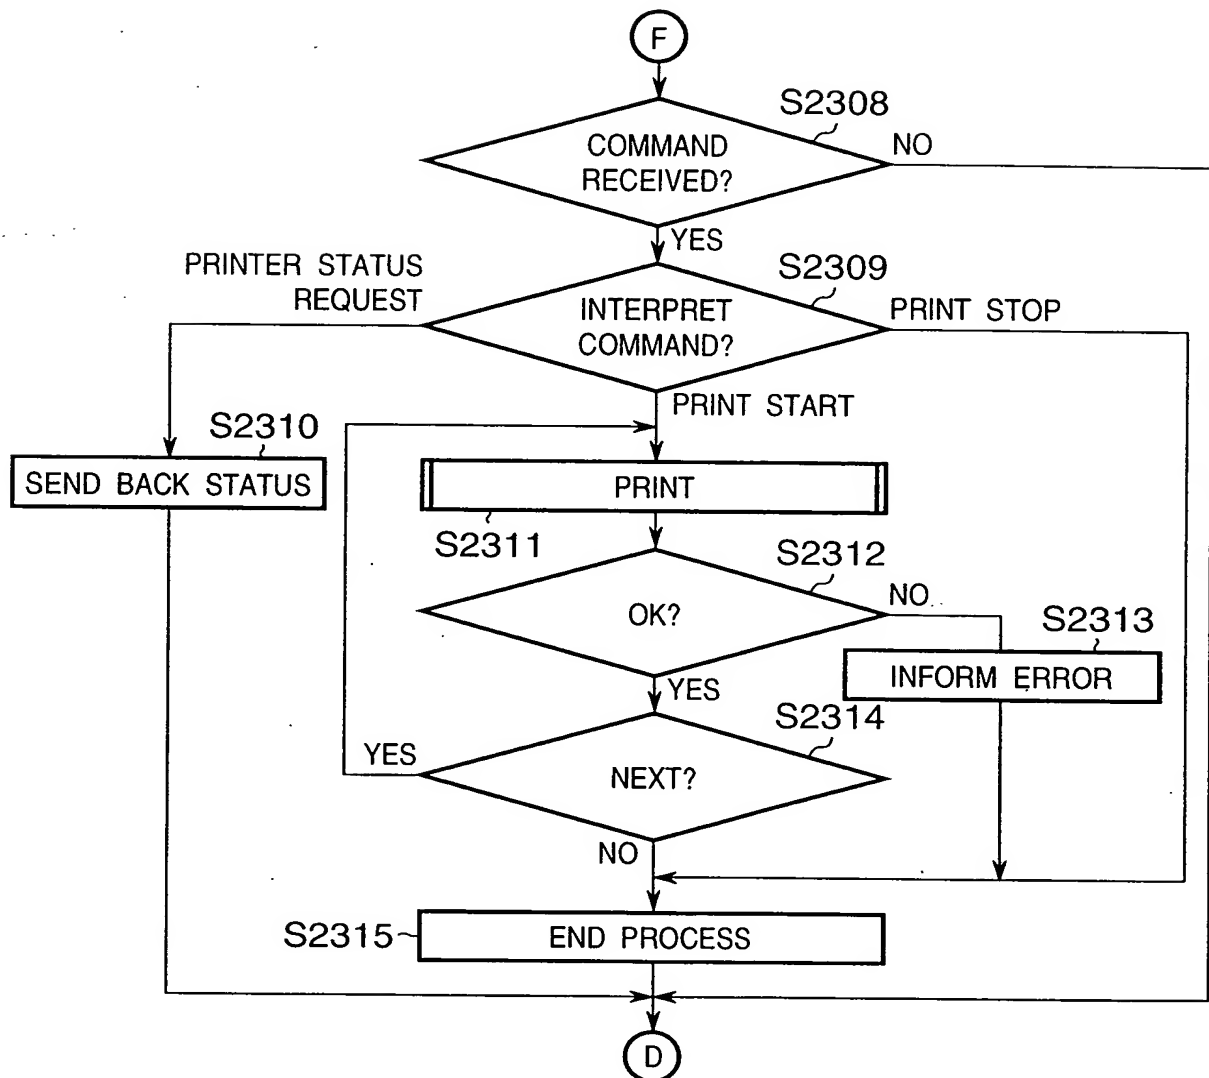 F
S2308
COMMAND
RECEIVED?
NO
YES
PRINTER STATUS
REQUEST
S2309
INTERPRET
COMMAND?
PRINT STOP
PRINT START
S2310
SEND BACK STATUS
PRINT
S2311
S2312
OK?
NO
S2313
INFORM ERROR
YES
S2314
YES
NEXT?
NO
S2315
END PROCESS
D